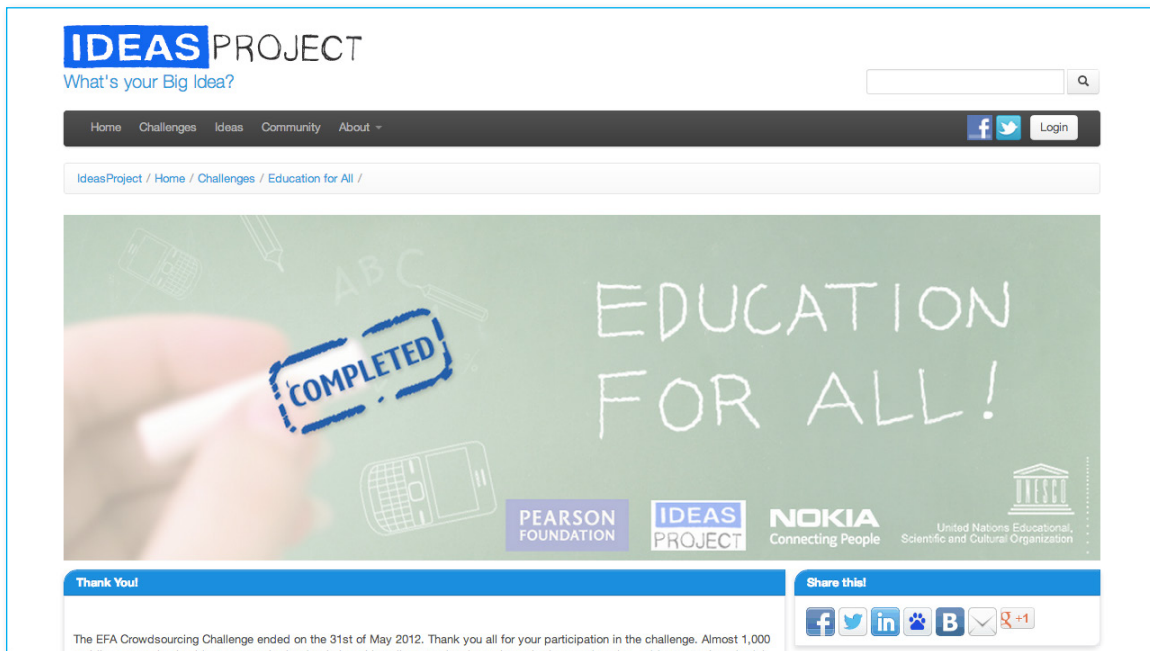 IDEAS PROJECT
What's your Big Idea?
Home Challenges Ideas Community About
Login
IdeasProject / Home / Challenges / Education for All /
ABC
COMPLETED
EDUCATION
FOR ALL!
PEARSON
FOUNDATION
IDEAS
PROJECT
NOKIA
Connecting People
UNESCO
United Nations Educational,
Scientific and Cultural Organization
Thank You!
The EFA Crowdsourcing Challenge ended on the 31st of May 2012. Thank you all for your participation in the challenge. Almost 1,000
Share this!
f
in
B
g +1